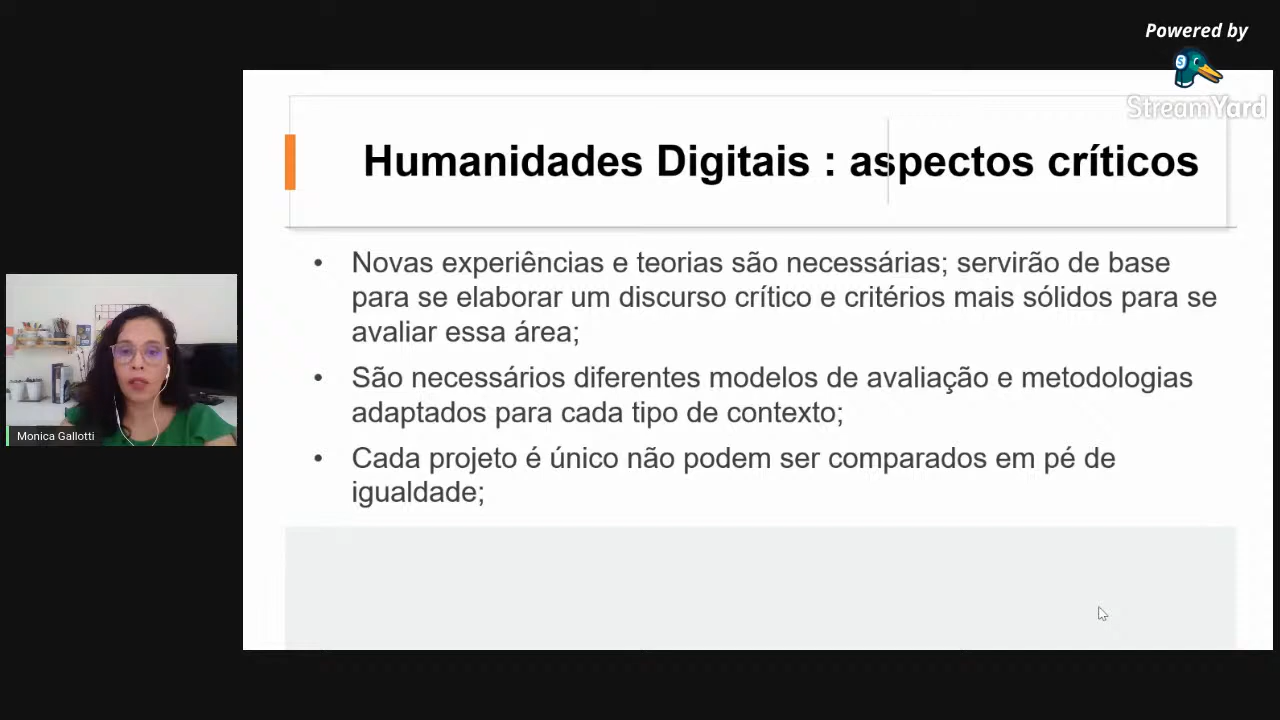 Powered by
StreamYard
Humanidades Digitais : aspectos críticos
• Novas experiências e teorias são necessárias; servirão de base
para se elaborar um discurso crítico e critérios mais sólidos para se
avaliar essa área;
• São necessários diferentes modelos de avaliação e metodologias
adaptados para cada tipo de contexto;
• Cada projeto é único não podem ser comparados em pé de
igualdade;
Monica Gallotti